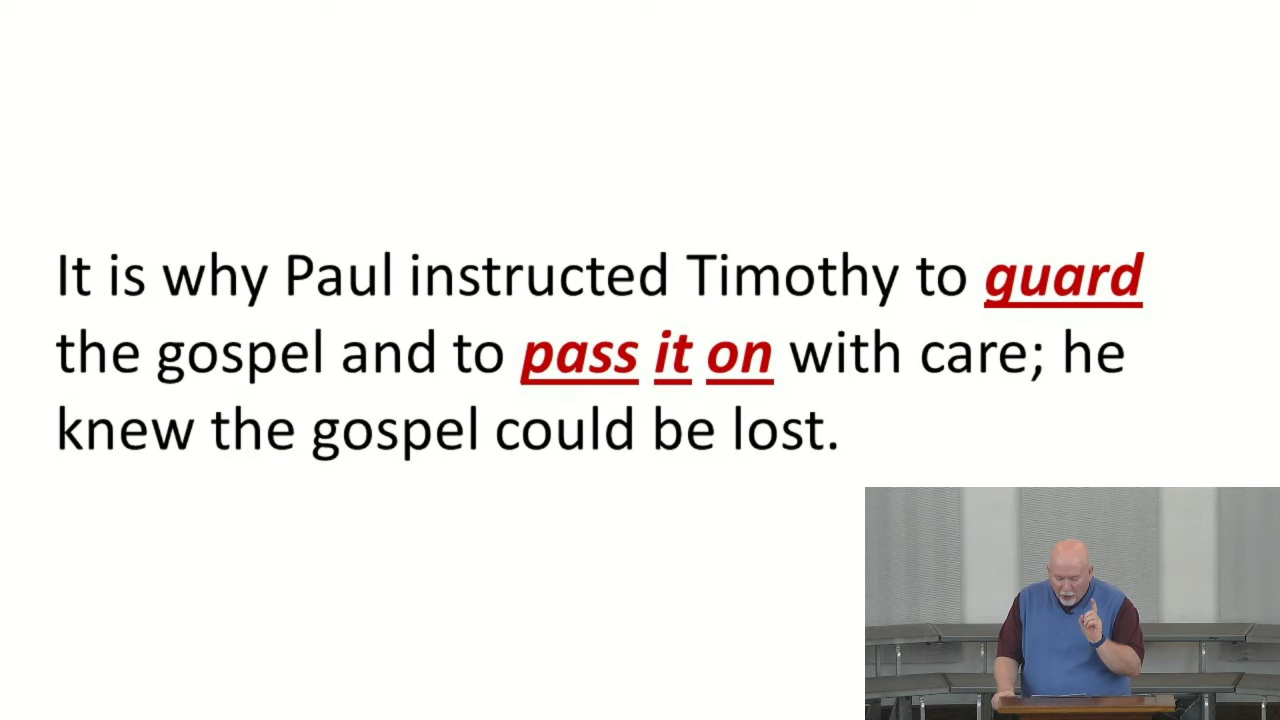 It is why Paul instructed Timothy to guard
the gospel and to pass it on with care; he
knew the gospel could be lost.